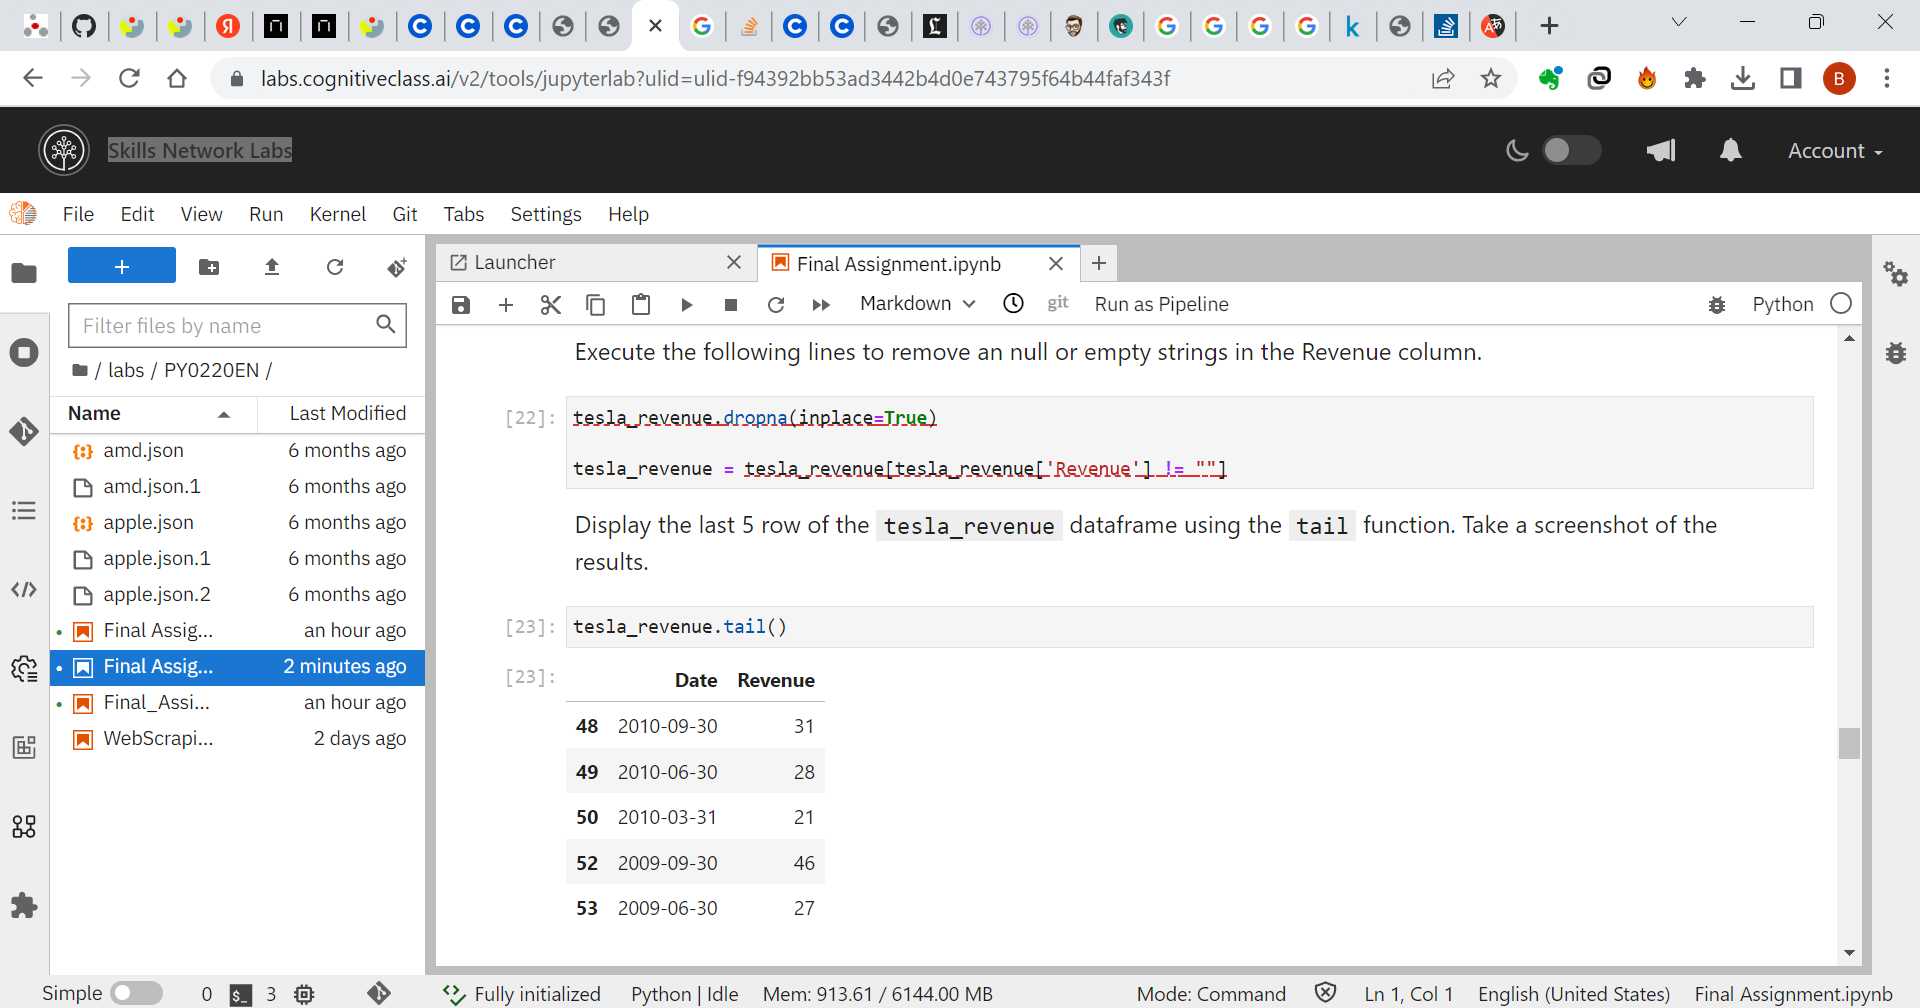 labs.cognitiveclass.ai/v2/tools/jupyterlab?ulid=ulid-f94392bb53ad3442b4d0e743795f64b44faf343f
B
Skills Network Labs
Account
File Edit View Run Kernel Git Tabs Settings Help
Launcher
Final Assignment.ipynb
Filter files by name
/ labs / PY0220EN /
Name Last Modified
amd.json 6 months ago
amd.json.1 6 months ago
apple.json 6 months ago
apple.json.1 6 months ago
apple.json.2 6 months ago
Final Assig... an hour ago
Final Assig... 2 minutes ago
Final_Assi... an hour ago
WebScrapi... 2 days ago
Markdown git Run as Pipeline Python
Execute the following lines to remove an null or empty strings in the Revenue column.
[22]: tesla_revenue.dropna(inplace=True)
tesla_revenue = tesla_revenue[tesla_revenue['Revenue'] != ""]
Display the last 5 row of the tesla_revenue dataframe using the tail function. Take a screenshot of the
results.
[23]: tesla_revenue.tail()
[23]:
Date Revenue
48 2010-09-30 31
49 2010-06-30 28
50 2010-03-31 21
52 2009-09-30 46
53 2009-06-30 27
Simple 0 $_ 3 Fully initialized Python | Idle Mem: 913.61 / 6144.00 MB Mode: Command Ln 1, Col 1 English (United States) Final Assignment.ipynb